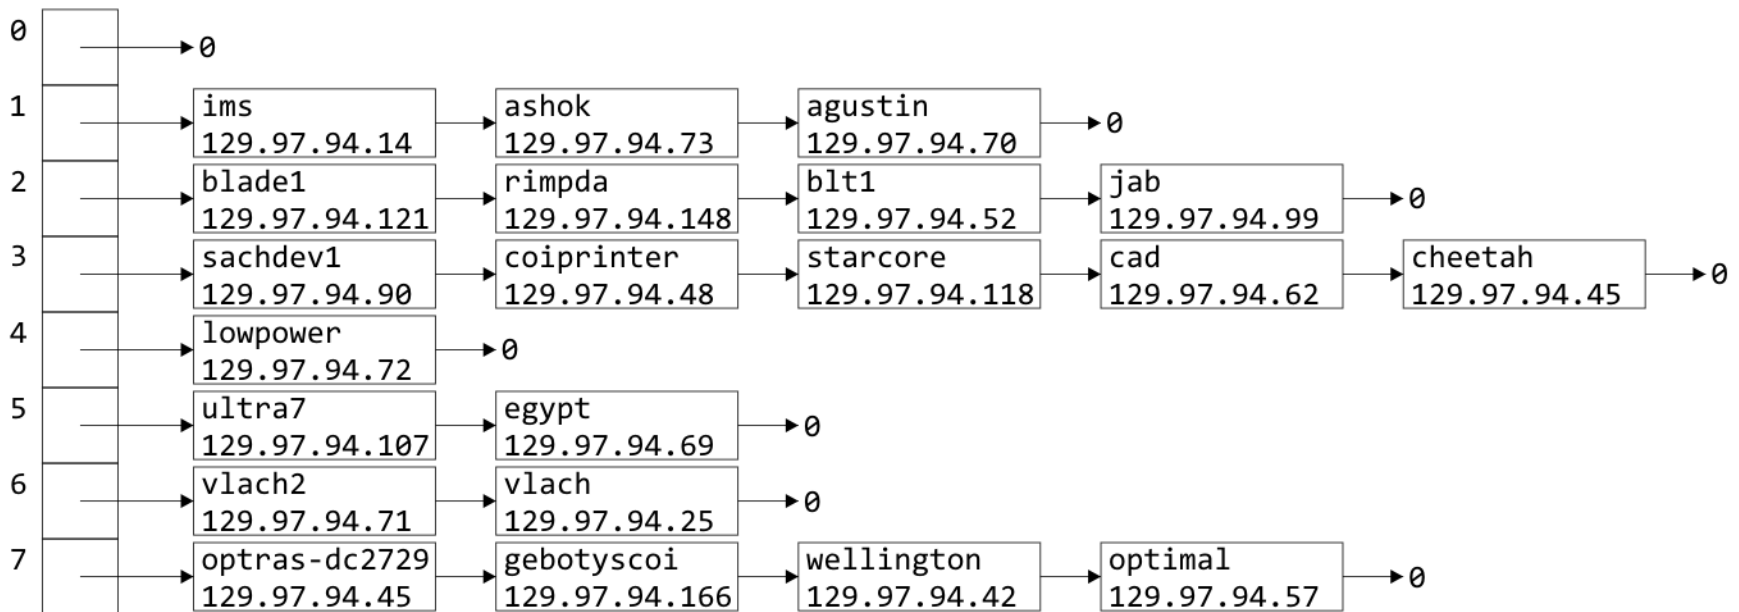 0
0
1
ims
129.97.94.14
ashok
129.97.94.73
agustin
129.97.94.70
0
2
blade1
129.97.94.121
rimpda
129.97.94.148
blt1
129.97.94.52
jab
129.97.94.99
0
3
sachdev1
129.97.94.90
coiprinter
129.97.94.48
starcore
129.97.94.118
cad
129.97.94.62
cheetah
129.97.94.45
0
4
lowpower
129.97.94.72
0
5
ultra7
129.97.94.107
egypt
129.97.94.69
0
6
vlach2
129.97.94.71
vlach
129.97.94.25
0
7
optras-dc2729
129.97.94.45
gebotyscoi
129.97.94.166
wellington
129.97.94.42
optimal
129.97.94.57
0